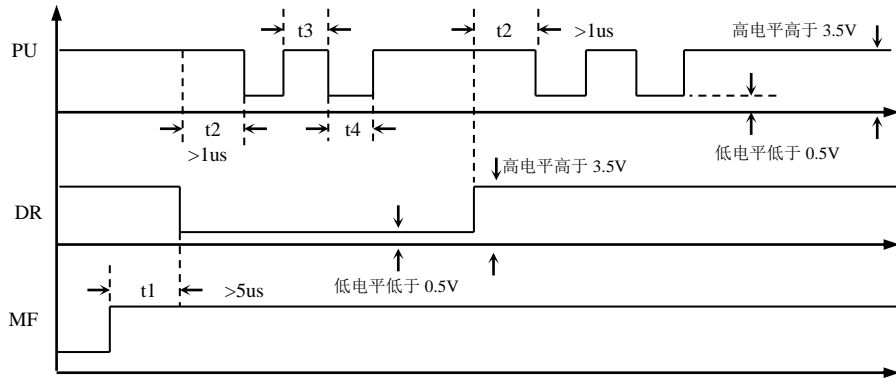 t3
t2
>1us
高电平高于 3.5V
PU
t2
t4
>1us
低电平低于 0.5V
高电平高于 3.5V
DR
低电平低于 0.5V
t1
>5us
MF